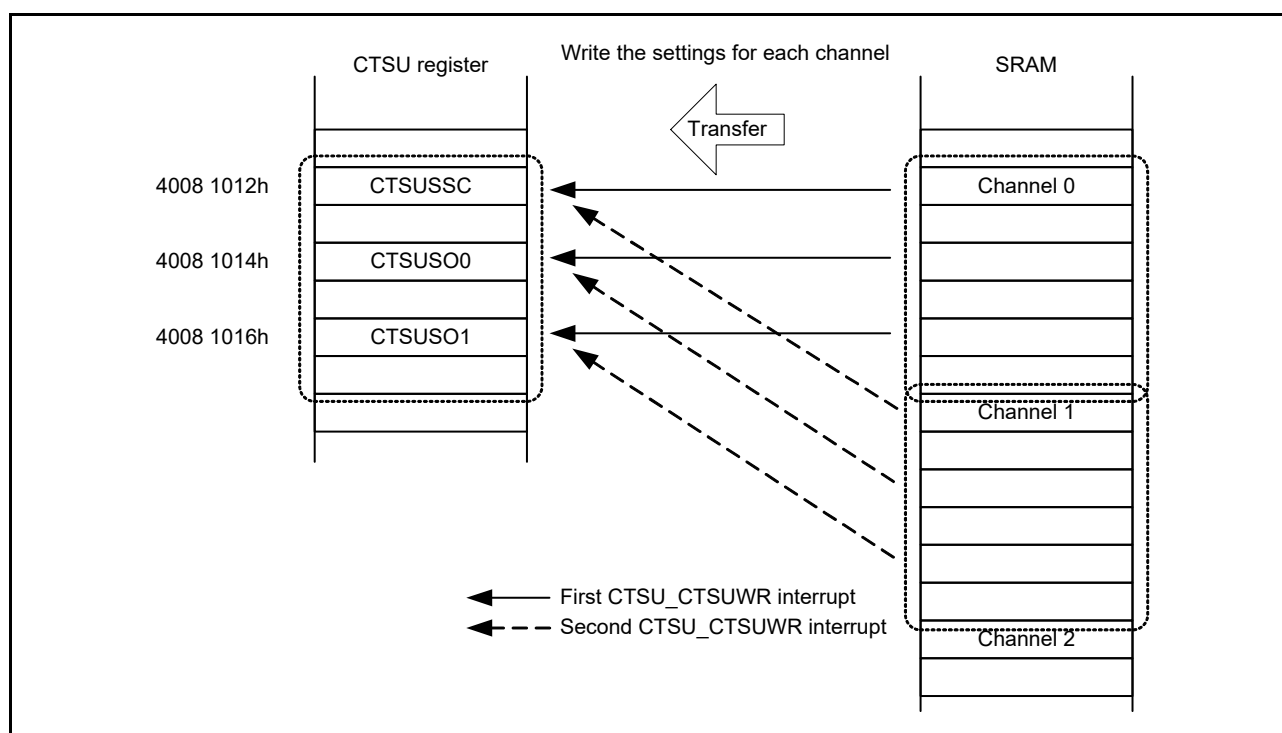 Write the settings for each channel
CTSU register
SRAM
Transfer
4008 1012h
CTSUSSC
Channel 0
4008 1014h
CTSUSO0
4008 1016h
CTSUSO1
Channel 1
First CTSU_CTSUWR interrupt
Second CTSU_CTSUWR interrupt
Channel 2